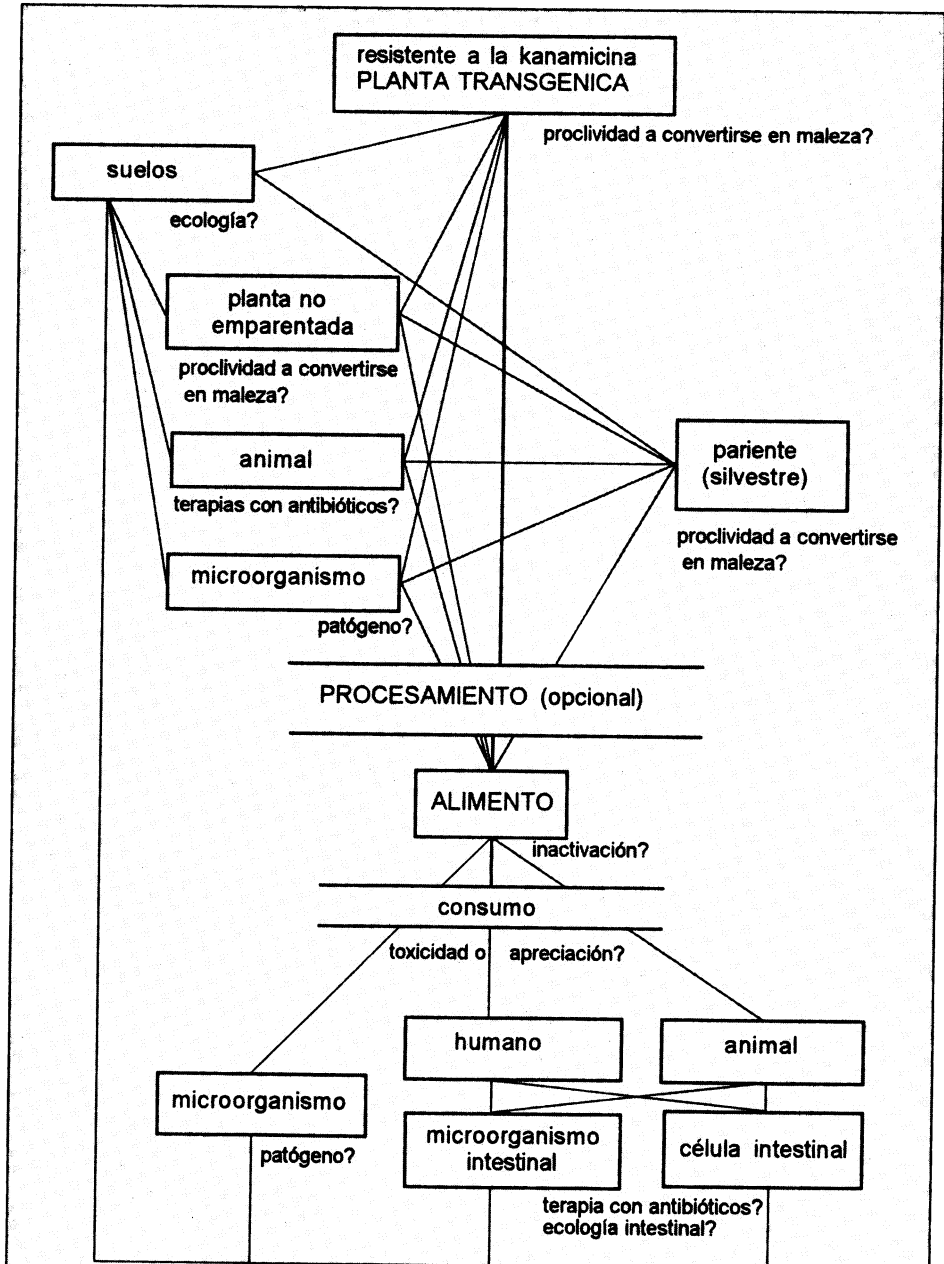 resistente a la kanamicina
PLANTA TRANSGENICA
proclividad a convertirse en maleza?
suelos
ecología?
planta no
emparentada
proclividad a convertirse
en maleza?
animal
terapias con antibióticos?
pariente
(silvestre)
proclividad a convertirse
en maleza?
microorganismo
patógeno?
PROCESAMIENTO (opcional)
ALIMENTO
inactivación?
consumo
toxicidad o apreciación?
humano
animal
microorganismo
patógeno?
microorganismo
intestinal
célula intestinal
terapia con antibióticos?
ecología intestinal?